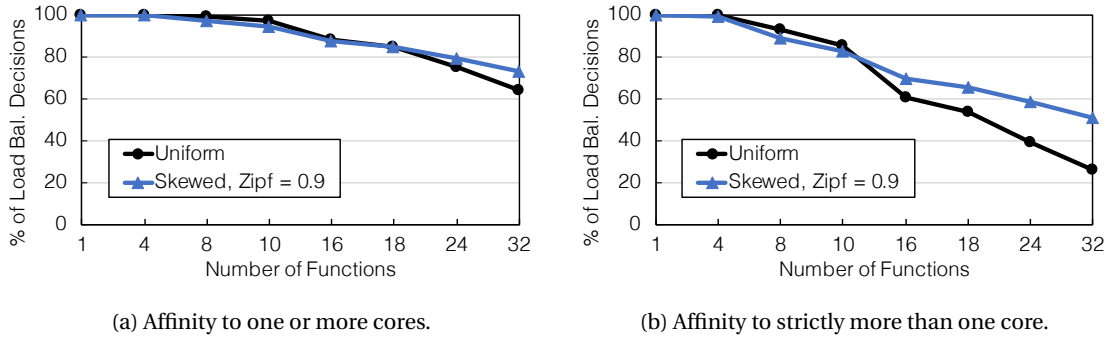 % of Load Bal. Decisions
100
80
60
40
20
0
Uniform
Skewed, Zipf = 0.9
1 4 8 10 16 18 24 32
Number of Functions
(a) Affinity to one or more cores.
% of Load Bal. Decisions
100
80
60
40
20
0
Uniform
Skewed, Zipf = 0.9
1 4 8 10 16 18 24 32
Number of Functions
(b) Affinity to strictly more than one core.